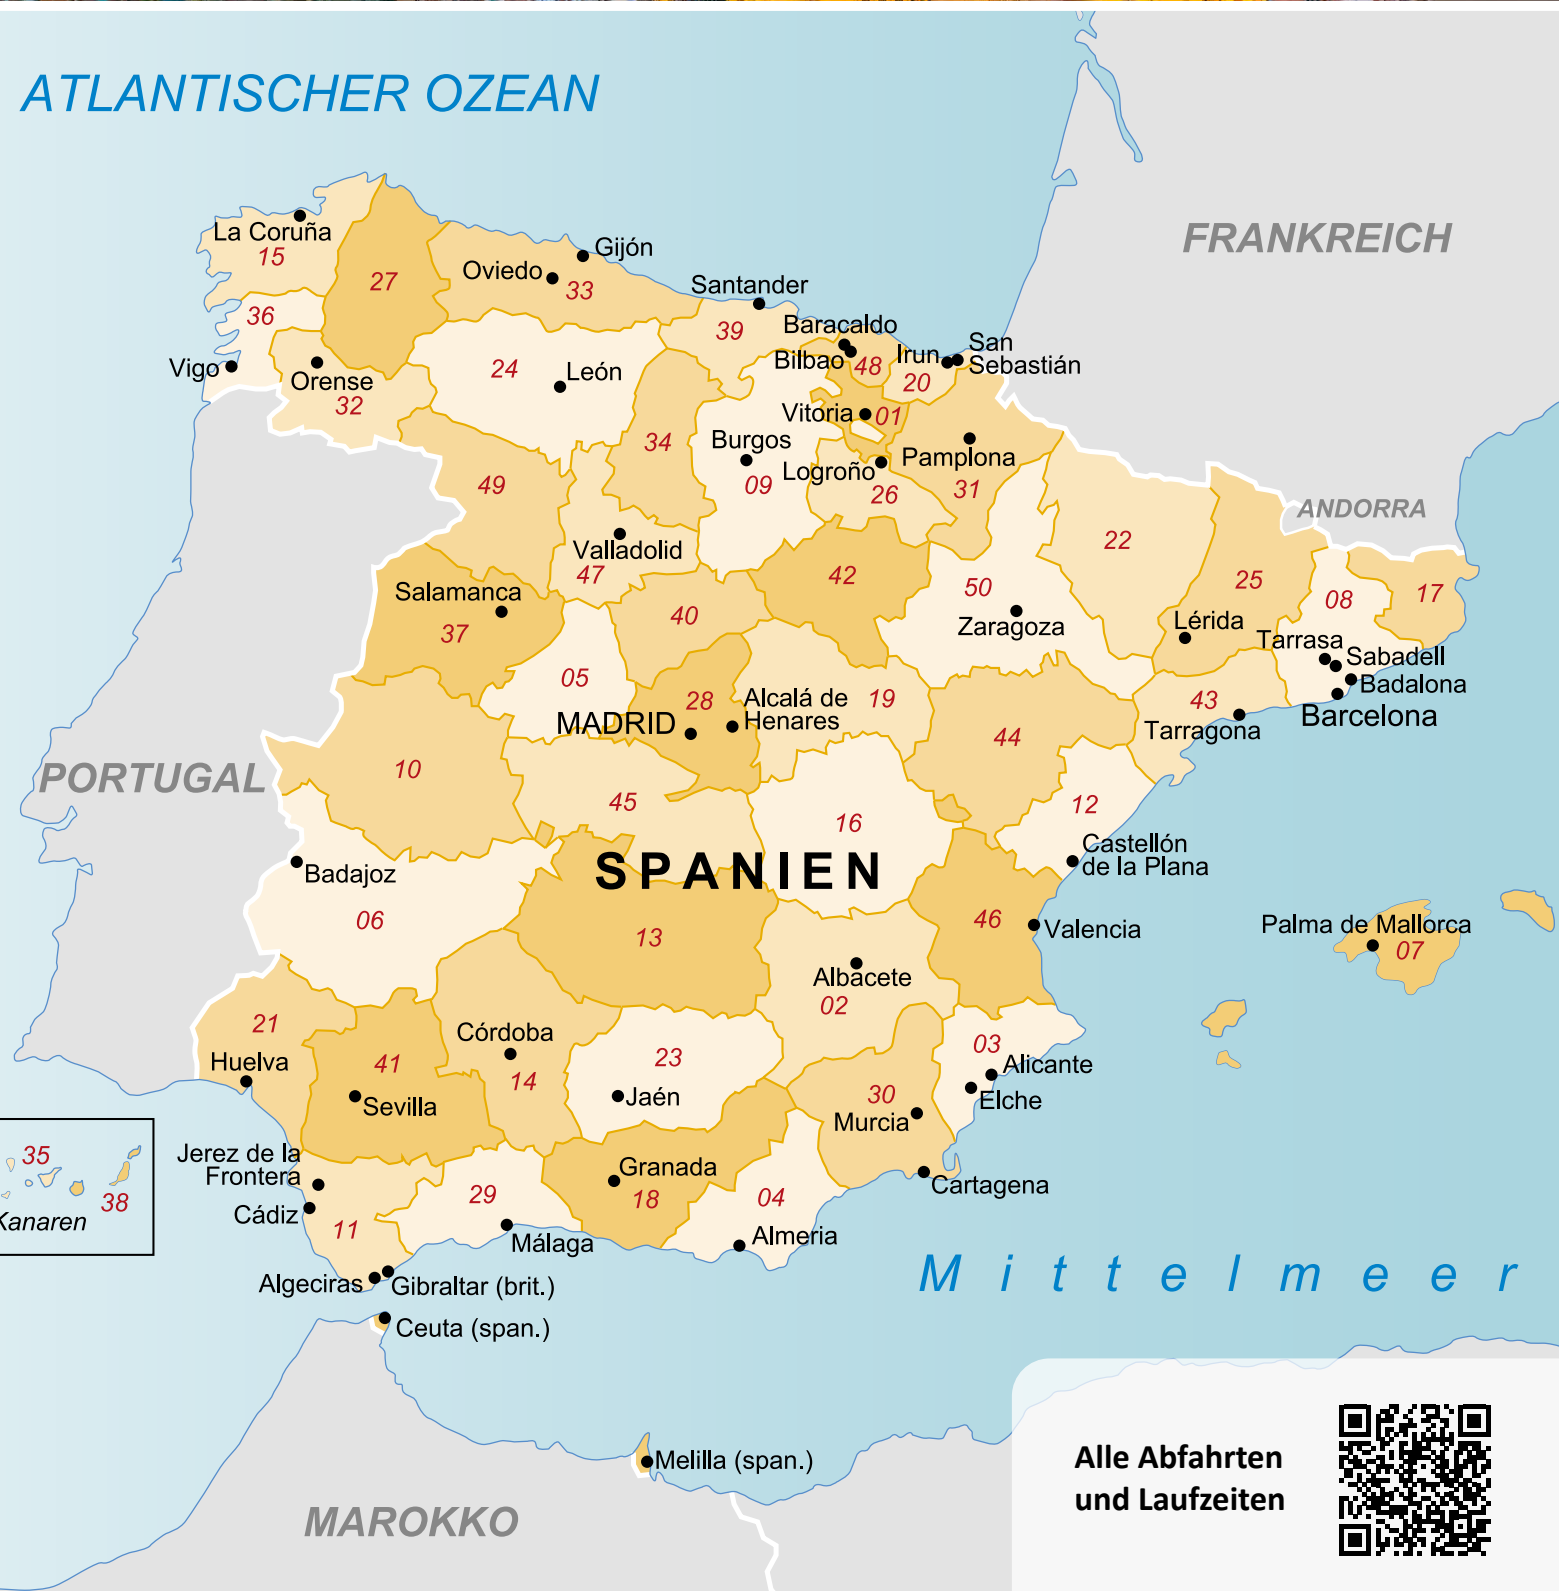 ATLANTISCHER OZEAN
FRANKREICH
La Coruña
15
27
Gijón
Oviedo
33
Santander
39
36
Baracaldo
Bilbao
48
Irun
San
Sebastián
20
Vigo
Orense
32
24
León
Vitoria
01
34
Burgos
09
Logroño
26
Pamplona
31
49
ANDORRA
Valladolid
47
22
42
50
Zaragoza
25
08
17
Salamanca
37
40
Lérida
Tarrasa
Sabadell
Badalona
Barcelona
05
28
MADRID
Alcalá de
Henares
19
43
Tarragona
44
PORTUGAL
10
45
16
12
Castellón
de la Plana
SPANIEN
Badajoz
06
13
46
Valencia
Palma de Mallorca
07
Albacete
02
21
Huelva
41
Sevilla
Córdoba
14
23
Jaén
03
Alicante
Elche
30
Murcia
Cartagena
35
38
Kanaren
Jerez de la
Frontera
Cádiz
11
29
Málaga
Granada
18
04
Almeria
Algeciras
Gibraltar (brit.)
Ceuta (span.)
Mittelmeer
Melilla (span.)
MAROKKO
Alle Abfahrten
und Laufzeiten